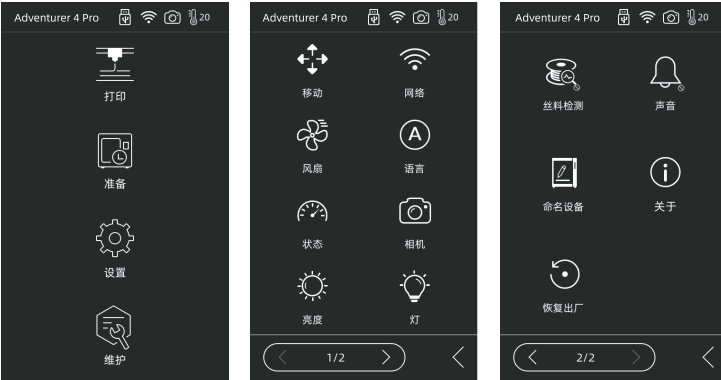 Adventurer 4 Pro 20
打印
准备
设置
维护
Adventurer 4 Pro 20
移动 网络
风扇 A 语言
状态 相机
亮度 灯
1/2
Adventurer 4 Pro 20
丝料检测 声音
命名设备 关于
恢复出厂
2/2